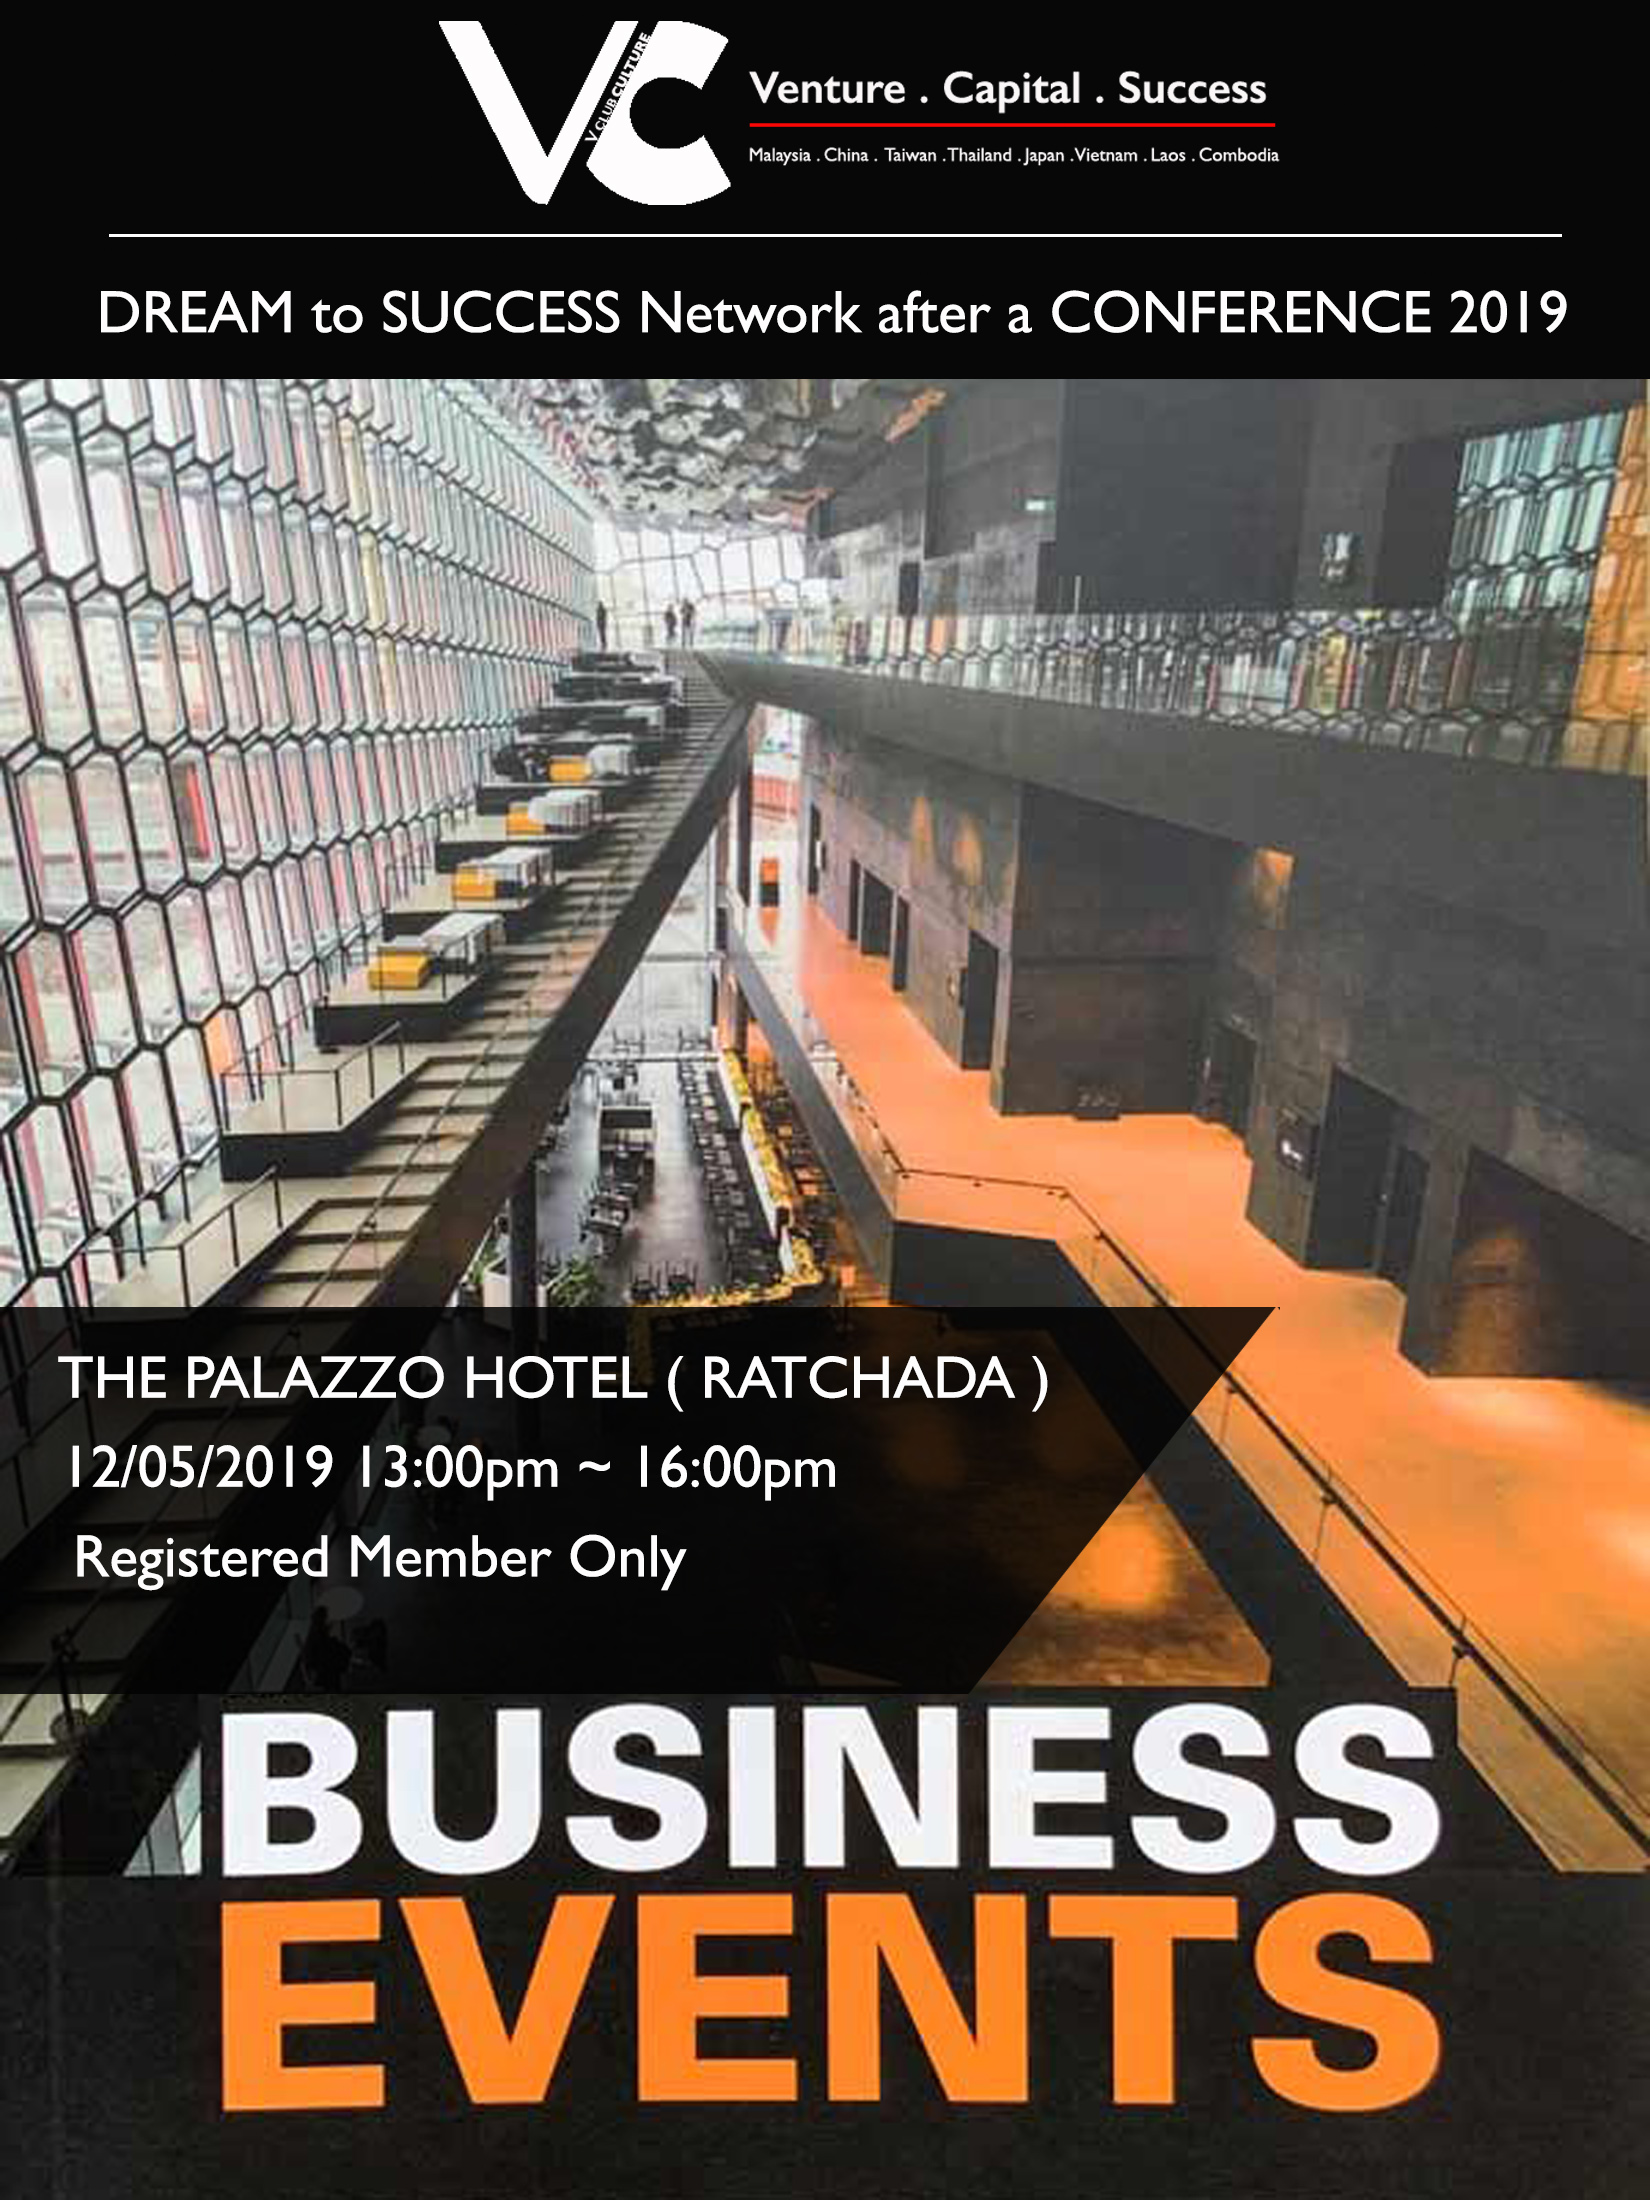 VC
V CLUB CULTURE
Venture . Capital . Success
Malaysia . China . Taiwan .Thailand . Japan .Vietnam . Laos . Combodia
DREAM to SUCCESS Network after a CONFERENCE 2019
THE PALAZZO HOTEL ( RATCHADA )
12/05/2019 13:00pm ~ 16:00pm
Registered Member Only
BUSINESS
EVENTS